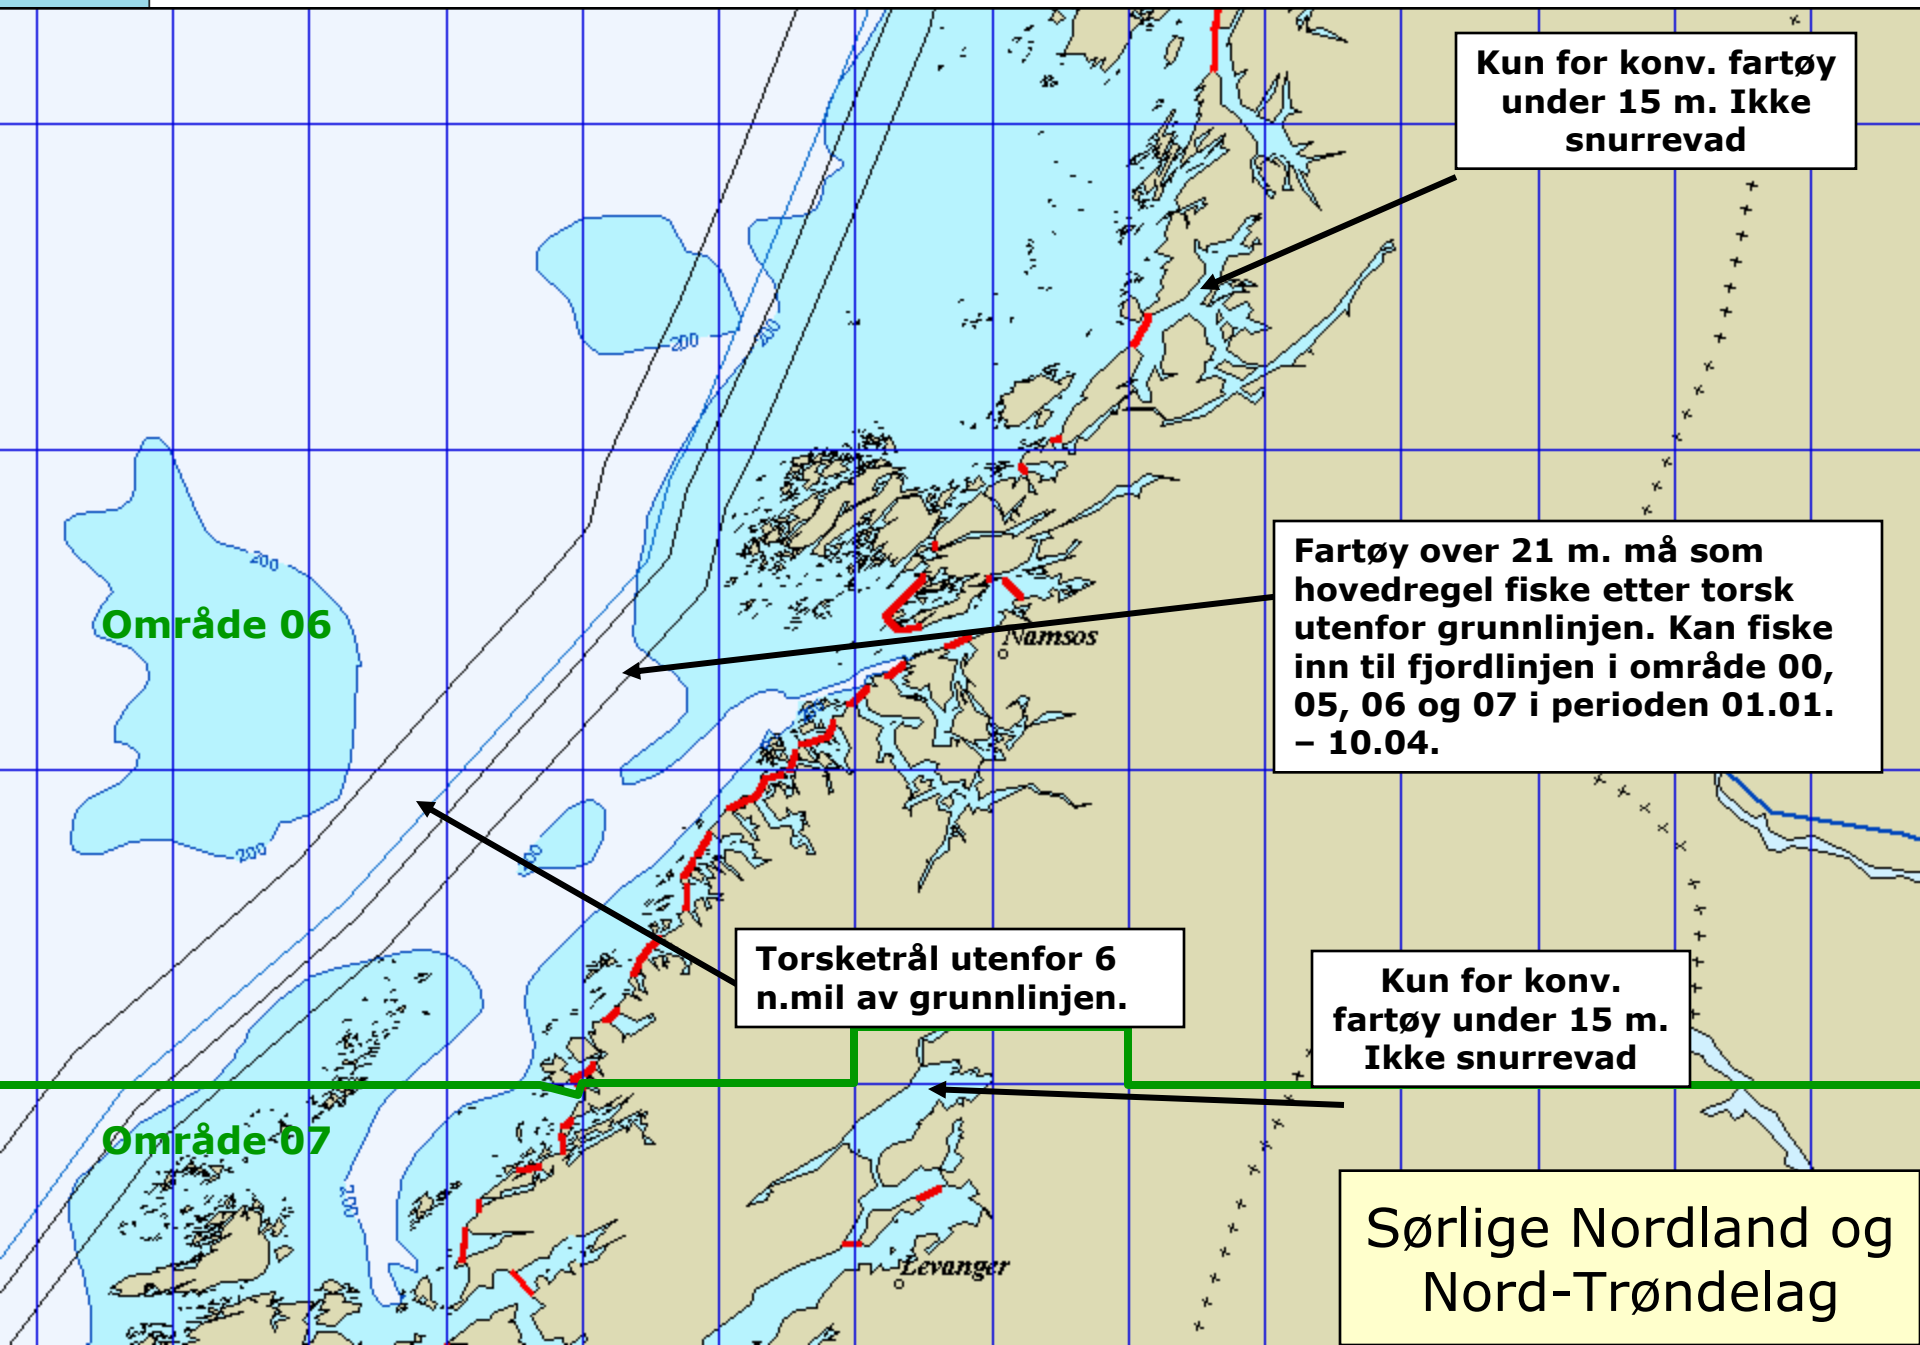 Kun for konv. fartøy
under 15 m. Ikke
snurrevad
200
200
200
Fartøy over 21 m. må som
hovedregel fiske etter torsk
utenfor grunnlinjen. Kan fiske
inn til fjordlinjen i område 00,
05, 06 og 07 i perioden 01.01.
– 10.04.
Område 06
Namsos
200
200
Torsketrål utenfor 6
n.mil av grunnlinjen.
Kun for konv.
fartøy under 15 m.
Ikke snurrevad
Område 07
200
Levanger
Sørlige Nordland og
Nord-Trøndelag